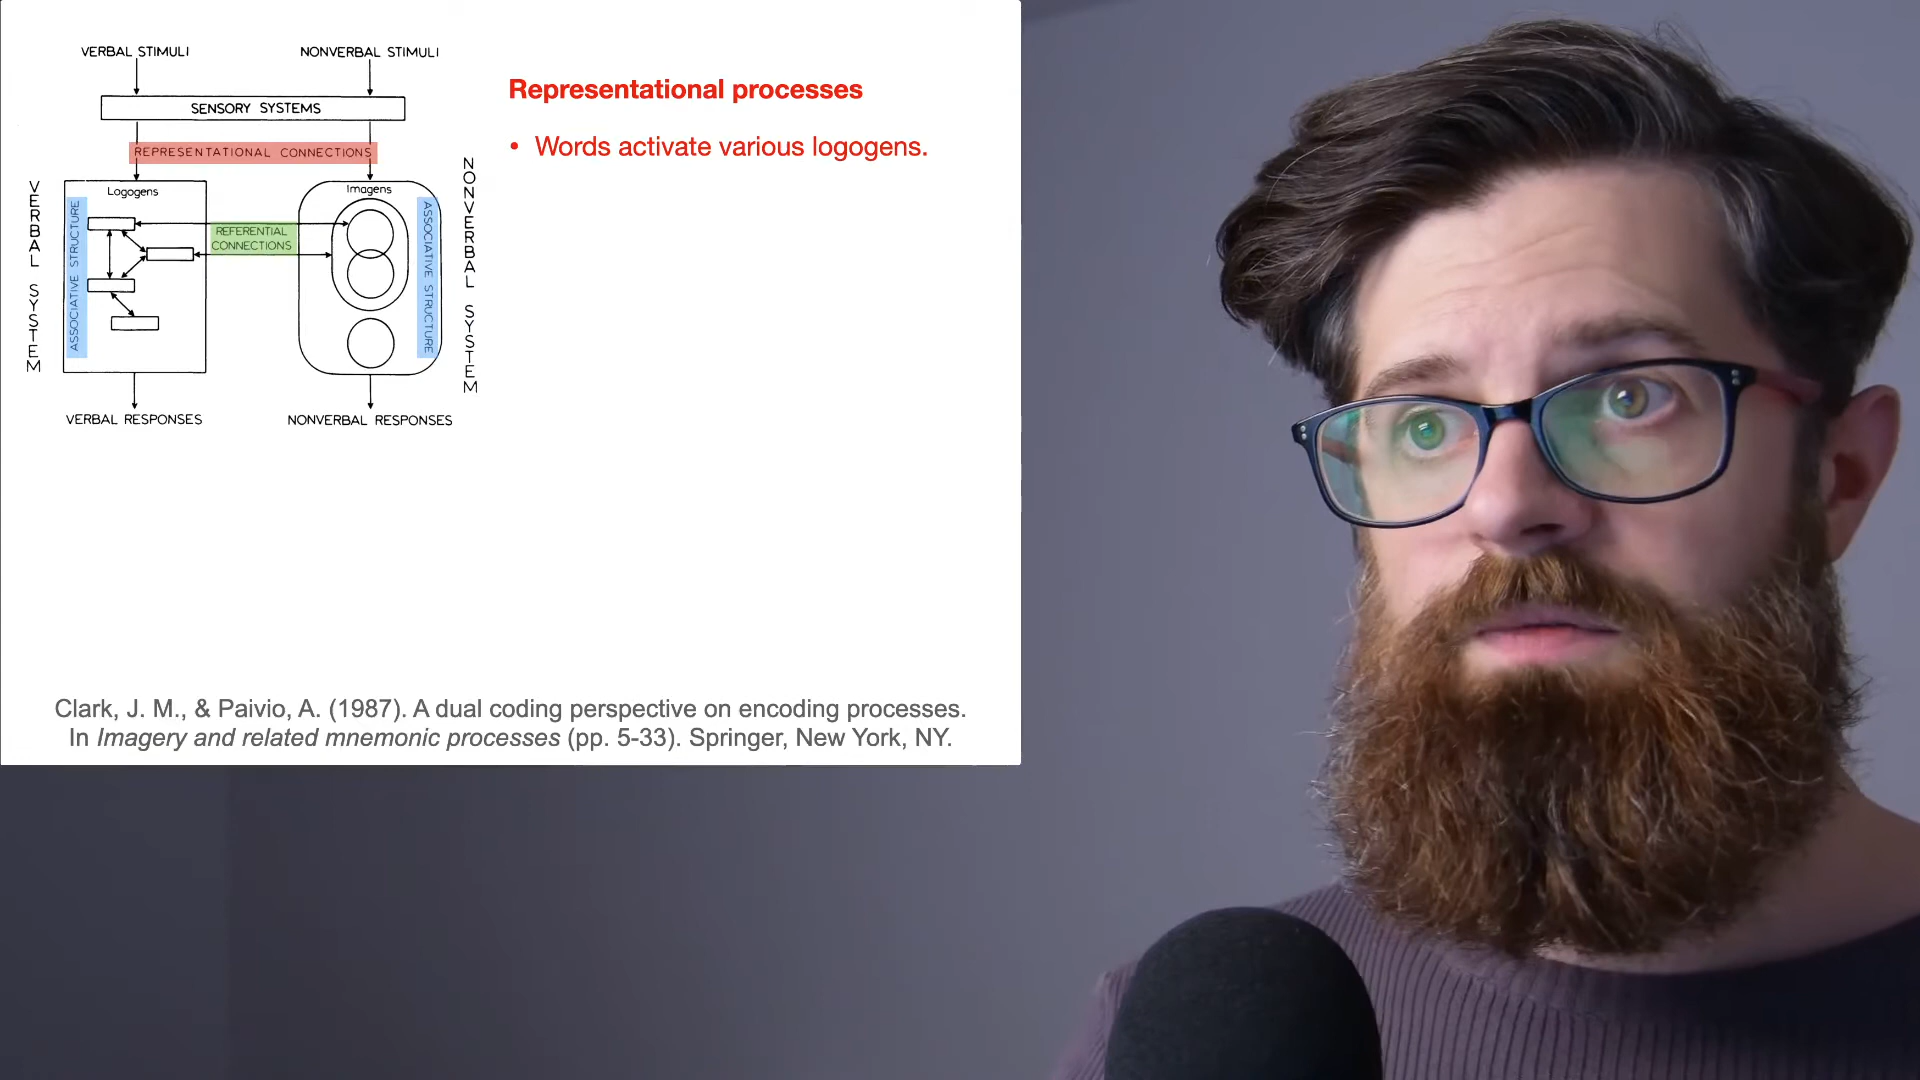 VERBAL STIMULI
NONVERBAL STIMULI
SENSORY SYSTEMS
REPRESENTATIONAL CONNECTIONS
VERBAL SYSTEM
ASSOCIATIVE STRUCTURE
Logogens
REFERENTIAL
CONNECTIONS
Imagens
ASSOCIATIVE STRUCTURE
NONVERBAL SYSTEM
VERBAL RESPONSES
NONVERBAL RESPONSES
Representational processes
• Words activate various logogens.
Clark, J. M., & Paivio, A. (1987). A dual coding perspective on encoding processes.
In Imagery and related mnemonic processes (pp. 5-33). Springer, New York, NY.